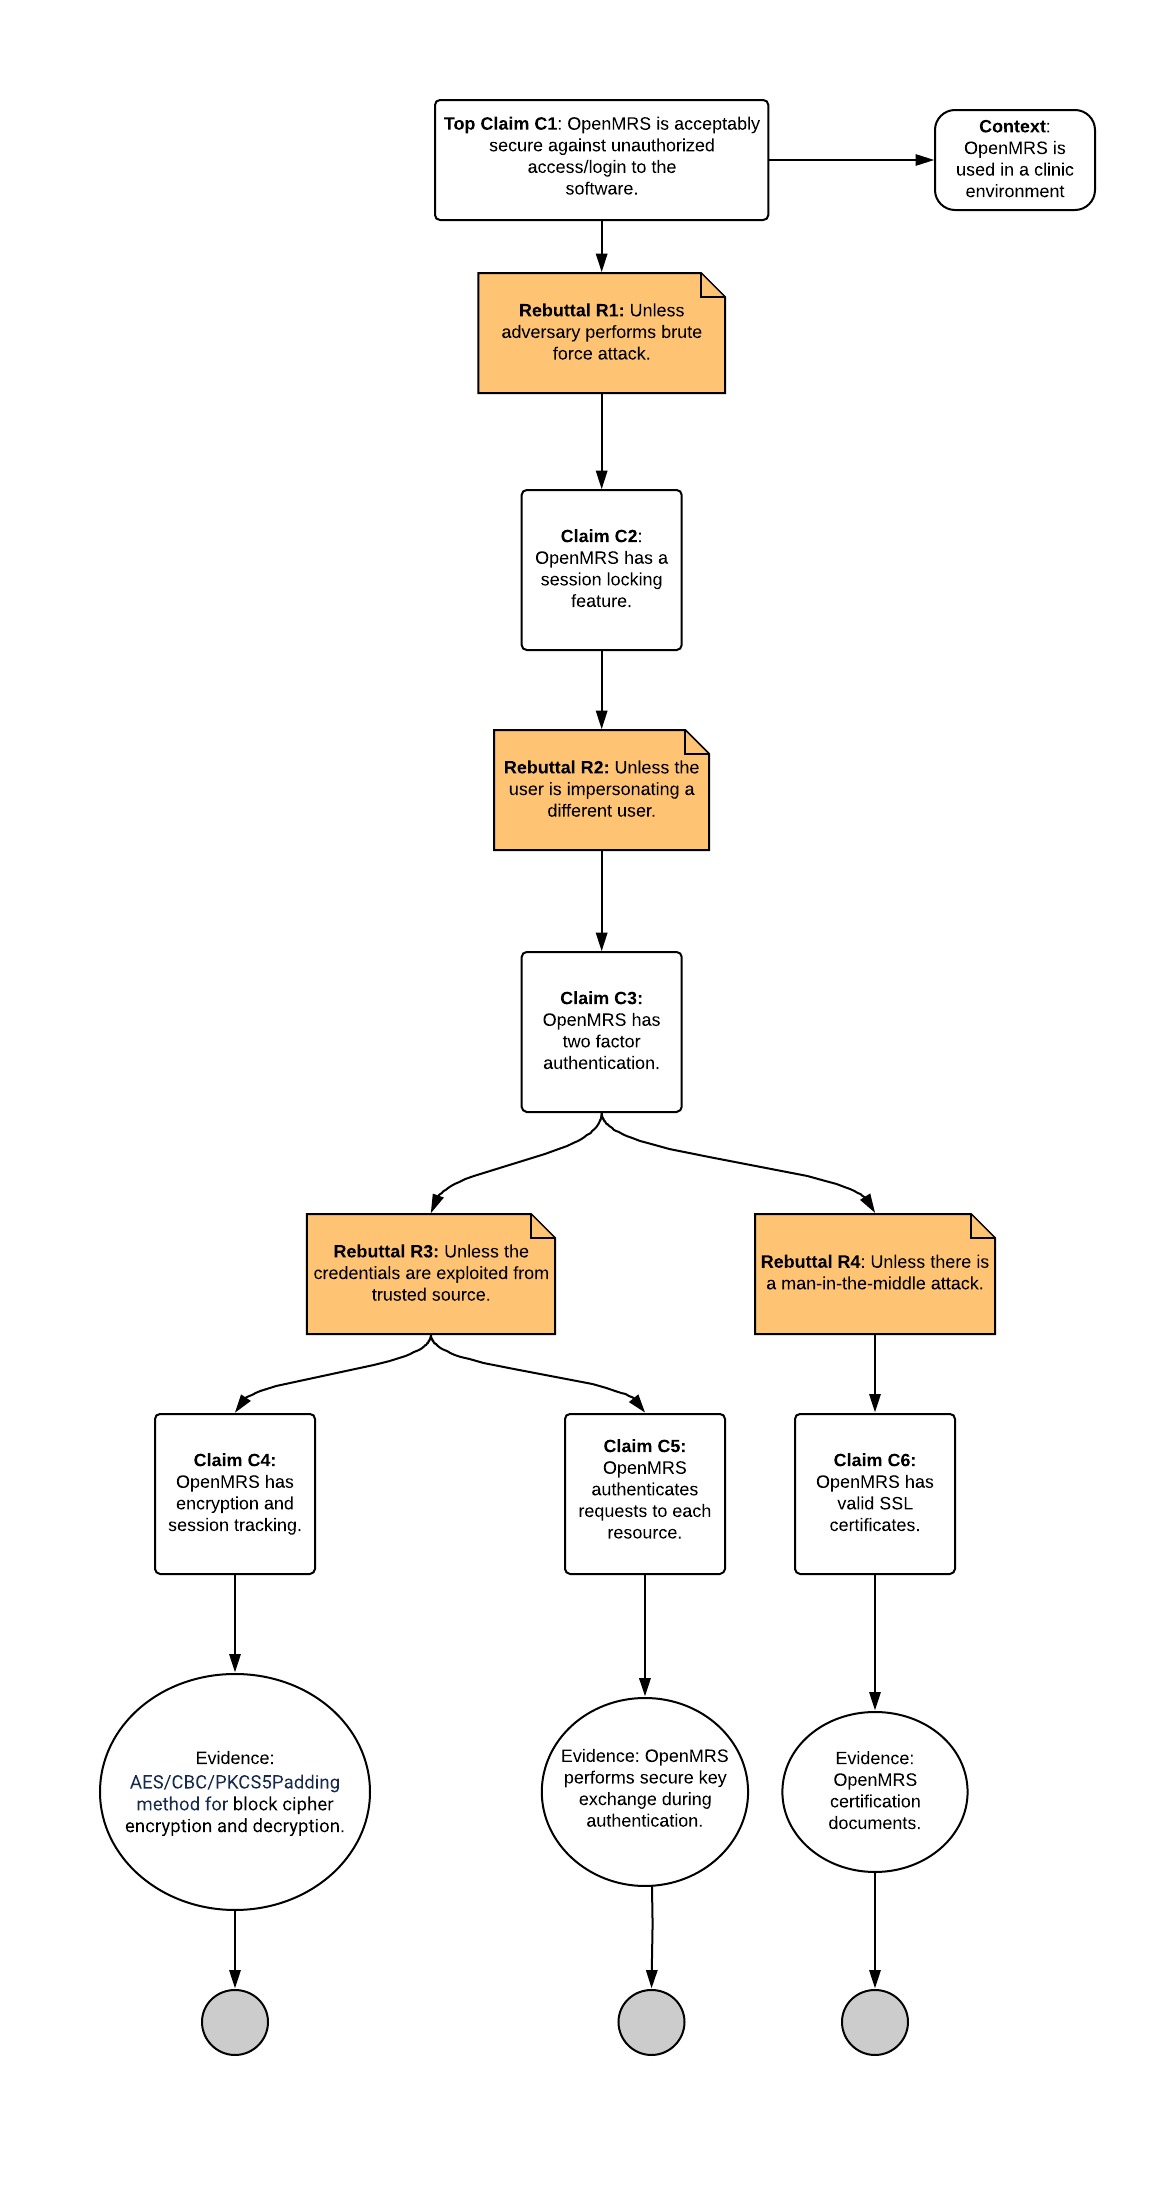 Top Claim C1: OpenMRS is acceptably
secure against unauthorized
access/login to the
software.
Context:
OpenMRS is
used in a clinic
environment
Rebuttal R1: Unless
adversary performs brute
force attack.
Claim C2:
OpenMRS has a
session locking
feature.
Rebuttal R2: Unless the
user is impersonating a
different user.
Claim C3:
OpenMRS has
two factor
authentication.
Rebuttal R3: Unless the
credentials are exploited from
trusted source.
Rebuttal R4: Unless there is
a man-in-the-middle attack.
Claim C4:
OpenMRS has
encryption and
session tracking.
Claim C5:
OpenMRS
authenticates
requests to each
resource.
Claim C6:
OpenMRS has
valid SSL
certificates.
Evidence:
AES/CBC/PKCS5Padding
method for block cipher
encryption and decryption.
Evidence: OpenMRS
performs secure key
exchange during
authentication.
Evidence:
OpenMRS
certification
documents.